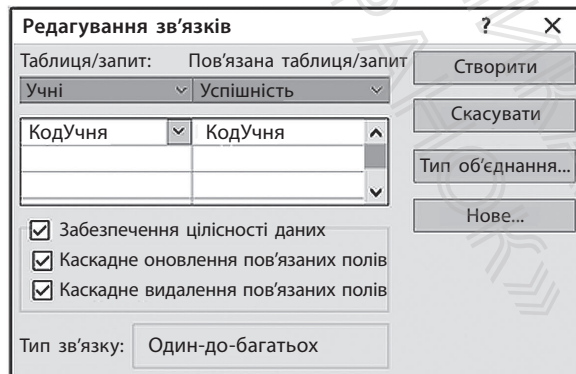 Редагування зв'язків ? ×
Таблиця/запит: Пов'язана таблиця/запит
Учні Успішність
КодУчня КодУчня
Забезпечення цілісності даних
Каскадне оновлення пов'язаних полів
Каскадне видалення пов'язаних полів
Тип зв'язку: Один-до-багатьох
Створити
Скасувати
Тип об'єднання...
Нове...